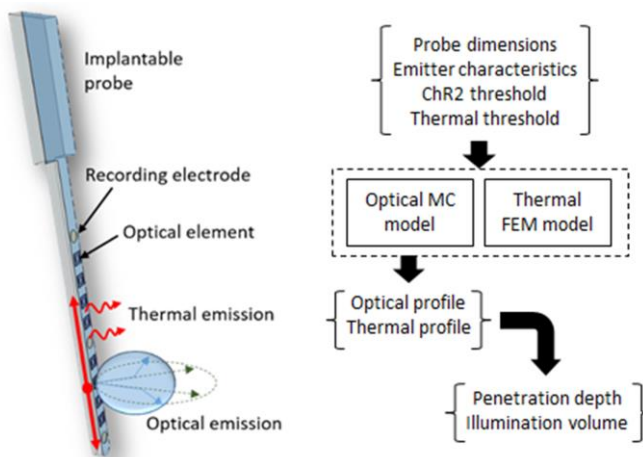 Implantable
probe
Recording electrode
Optical element
Thermal emission
Optical emission
Probe dimensions
Emitter characteristics
ChR2 threshold
Thermal threshold
Optical MC
model
Thermal
FEM model
Optical profile
Thermal profile
Penetration depth
Illumination volume